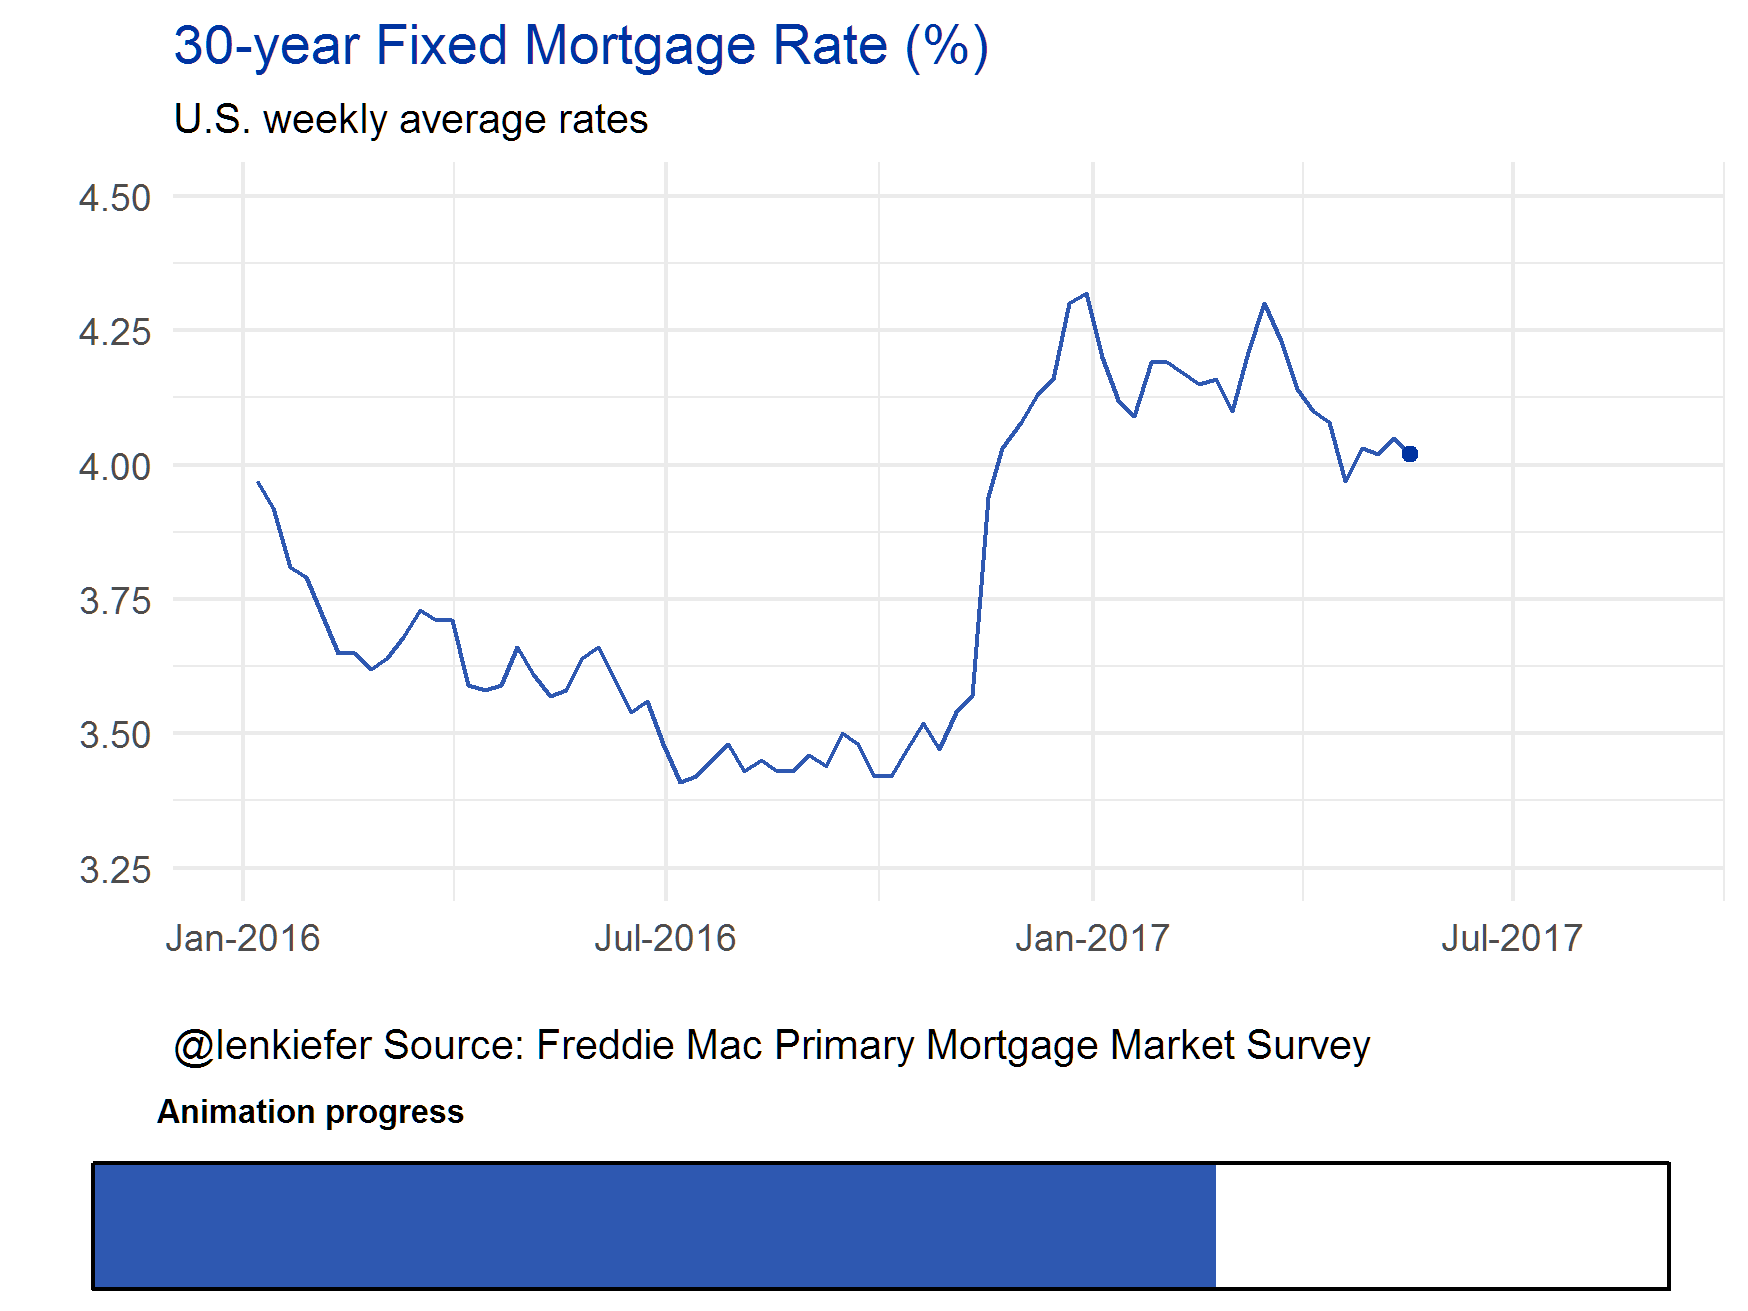 30-year Fixed Mortgage Rate (%)
U.S. weekly average rates
4.50
4.25
4.00
3.75
3.50
3.25
Jan-2016 Jul-2016 Jan-2017 Jul-2017
@lenkiefer Source: Freddie Mac Primary Mortgage Market Survey
Animation progress